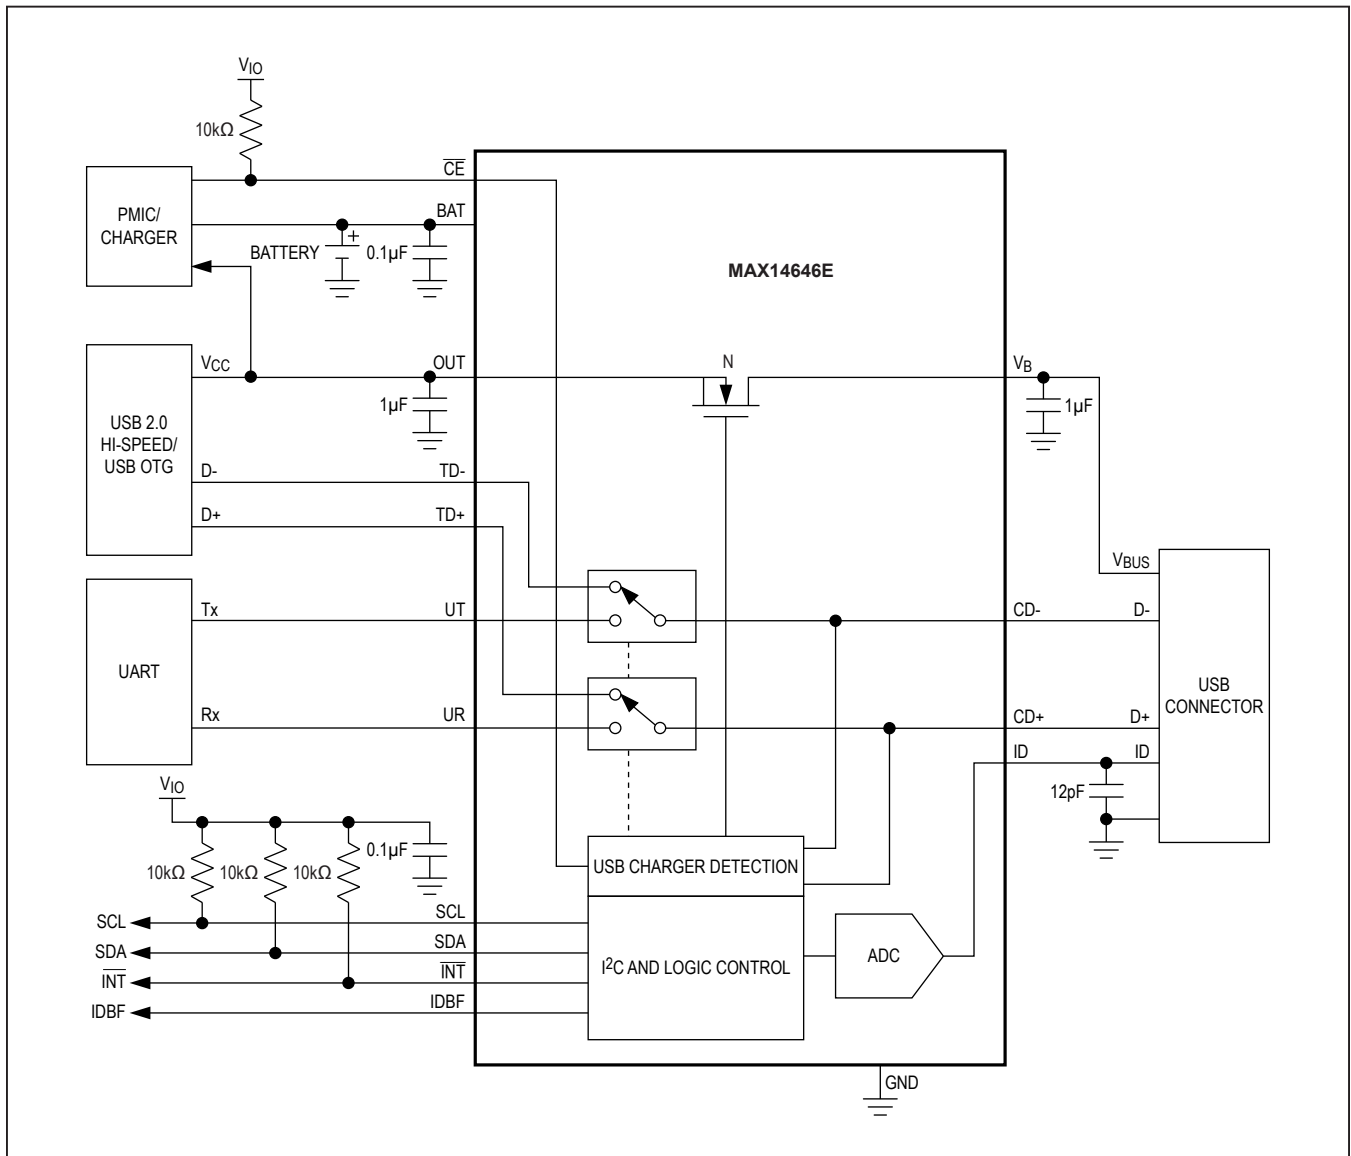 VIO
10kΩ
CE
PMIC/
CHARGER
BAT
BATTERY
+
0.1µF
MAX14646E
VCC
OUT
N
VB
1µF
1µF
USB 2.0
HI-SPEED/
USB OTG
D-
TD-
D+
TD+
VBUS
Tx
UT
CD-
D-
UART
USB
CONNECTOR
Rx
UR
CD+
D+
ID
ID
VIO
12pF
10kΩ
10kΩ
10kΩ
0.1µF
USB CHARGER DETECTION
SCL
SCL
SDA
SDA
INT
INT
IDBF
IDBF
I2C AND LOGIC CONTROL
ADC
GND